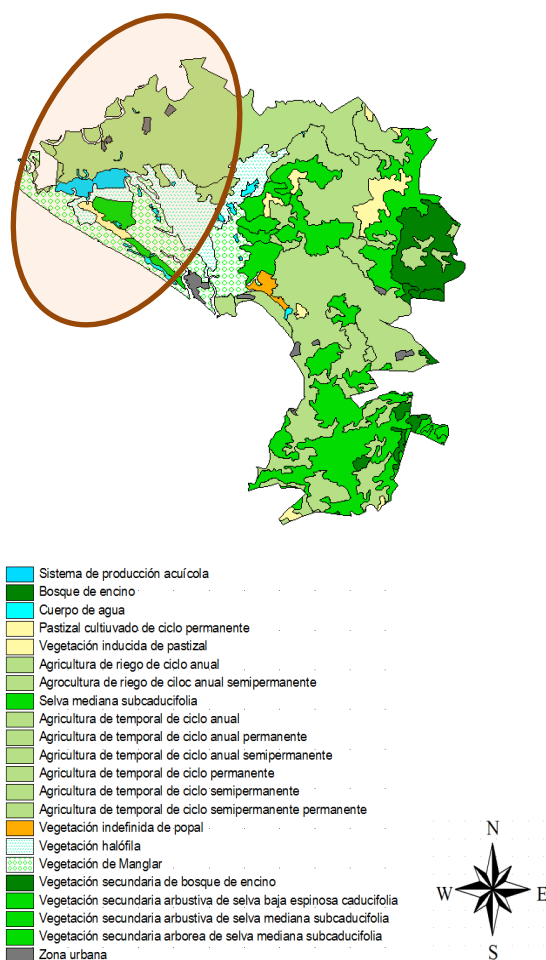 Sistema de producción acuícola
Bosque de encino
Cuerpo de agua
Pastizal cultiuvado de ciclo permanente
Vegetación inducida de pastizal
Agricultura de riego de ciclo anual
Agrocultura de riego de ciloc anual semipermanente
Selva mediana subcaducifolia
Agricultura de temporal de ciclo anual
Agricultura de temporal de ciclo anual permanente
Agricultura de temporal de ciclo anual semipermanente
Agricultura de temporal de ciclo permanente
Agricultura de temporal de ciclo semipermanente
Agricultura de temporal de ciclo semipermanente permanente
Vegetación indefinida de popal
Vegetación halófila
Vegetación de Manglar
Vegetación secundaria de bosque de encino
Vegetación secundaria arbustiva de selva baja espinosa caducifolia
Vegetación secundaria arbustiva de selva mediana subcaducifolia
Vegetación secundaria arborea de selva mediana subcaducifolia
Zona urbana
N
W E
S